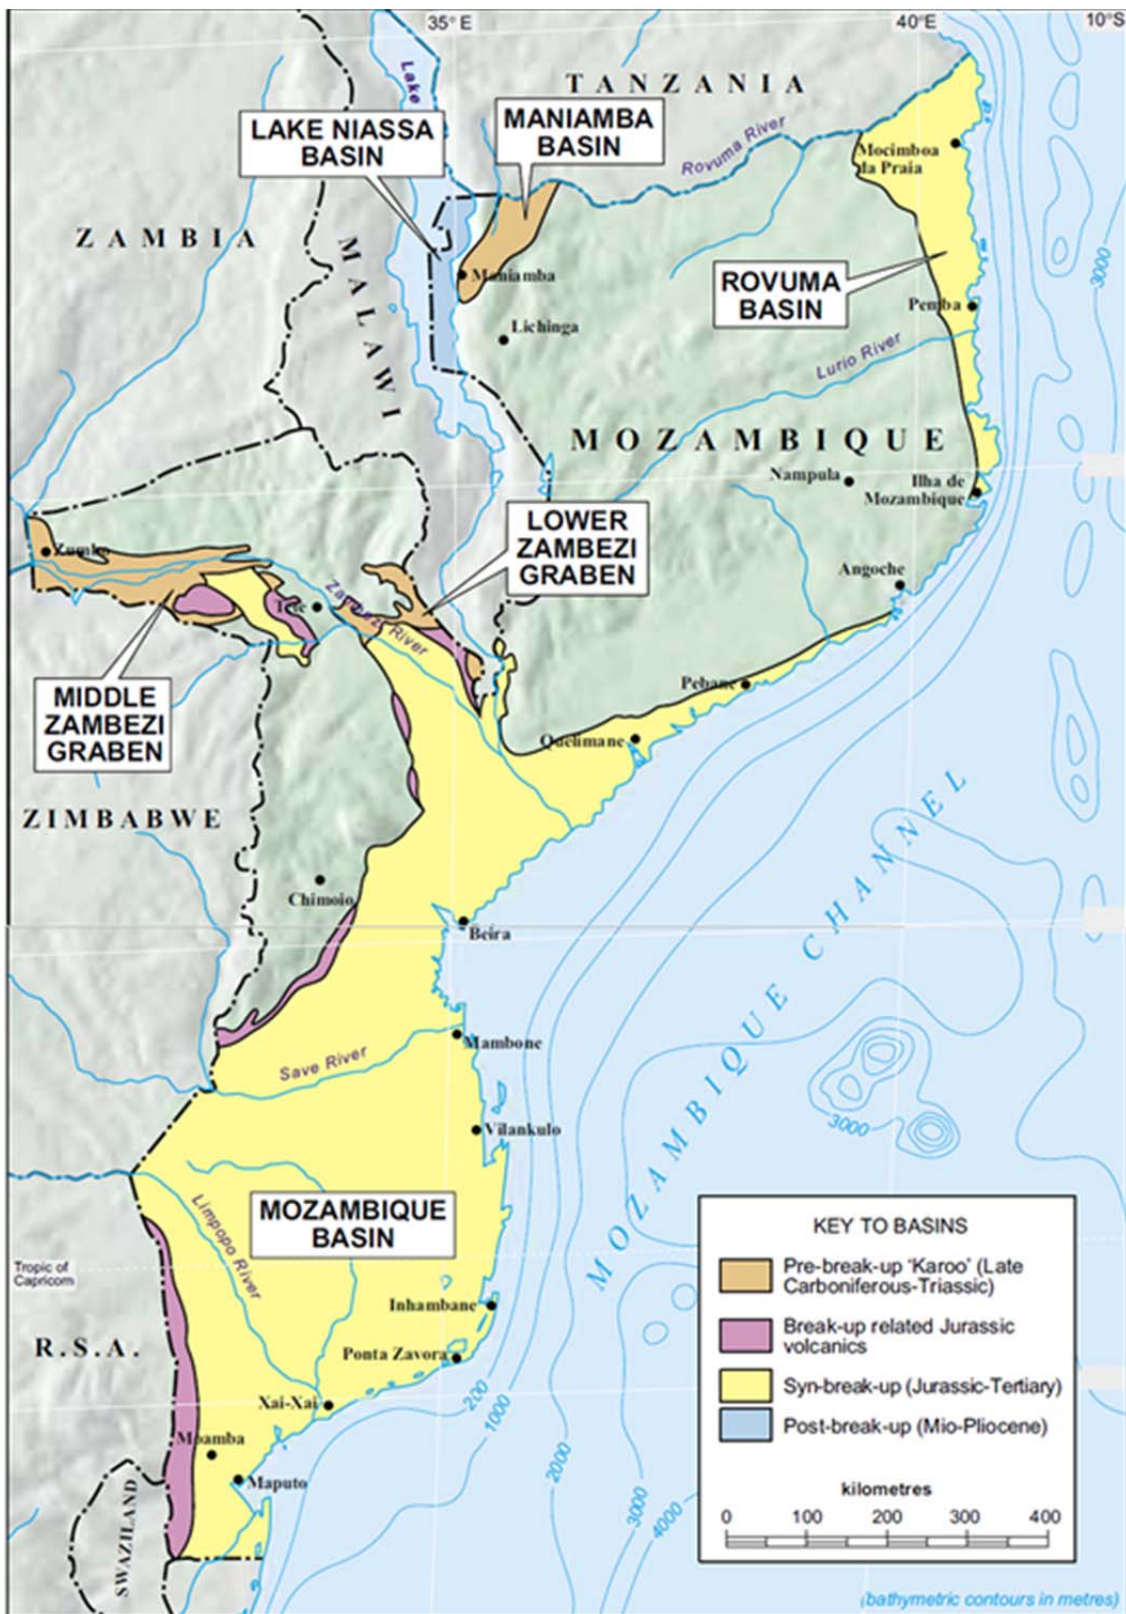 35° E
40°E
10°S
TANZANIA
Lake
LAKE NIASSA
BASIN
MANIAMBA
BASIN
Rovuma River
Mocimboa
da Praia
ZAMBIA
MALAWI
Maniamba
ROVUMA
BASIN
3000
Pemba
Lichinga
Lurio River
MOZAMBIQUE
Nampula
Ilha de
Mozambique
LOWER
ZAMBEZI
GRABEN
Zumbo
Angoche
Tete
Zambezi River
MIDDLE
ZAMBEZI
GRABEN
Pebane
Quelimane
ZIMBABWE
Chimoio
Beira
MOZAMBIQUE CHANNEL
Mambone
Save River
3000
Vilankulo
Limpopo River
MOZAMBIQUE
BASIN
Tropic of
Capricorn
Inhambane
R.S.A.
Ponta Zavora
Xai-Xai
200
1000
2000
3000
4000
Moamba
Maputo
SWAZILAND
KEY TO BASINS
Pre-break-up ‘Karoo’ (Late
Carboniferous-Triassic)
Break-up related Jurassic
volcanics
Syn-break-up (Jurassic-Tertiary)
Post-break-up (Mio-Pliocene)
kilometres
0 100 200 300 400
(bathymetric contours in metres)